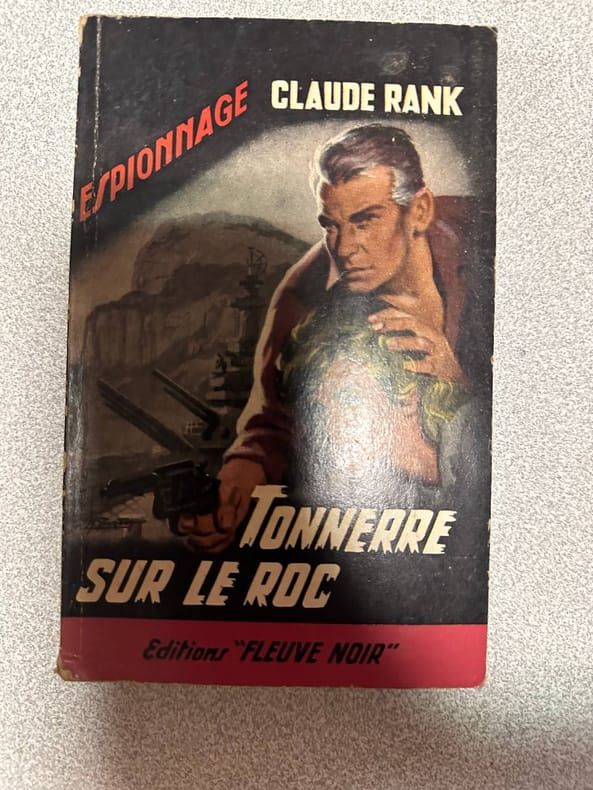 ESPIONNAGE
CLAUDE RANK
TONNERRE
SUR LE ROC
Editions "FLEUVE NOIR"